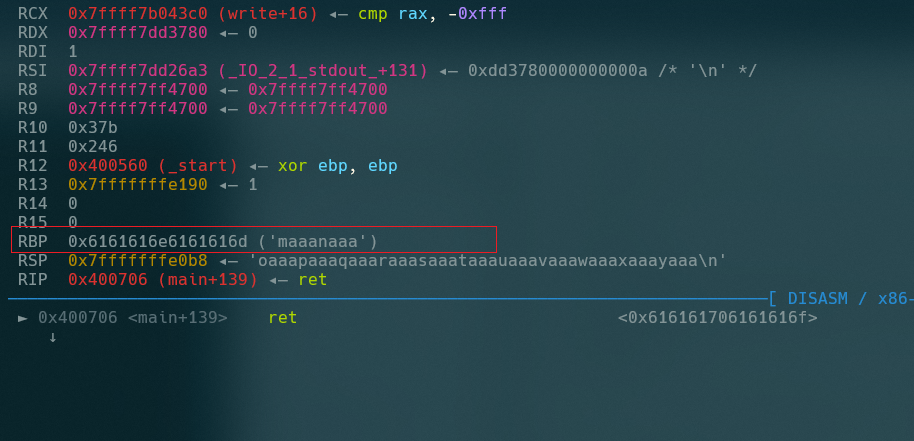 RCX 0x7ffff7b043c0 (write+16) ◂— cmp rax, -0xfff
RDX 0x7ffff7dd3780 ◂— 0
RDI 1
RSI 0x7ffff7dd26a3 (_IO_2_1_stdout_+131) ◂— 0xdd3780000000000a /* '\n' */
R8 0x7ffff7ff4700 ◂— 0x7ffff7ff4700
R9 0x7ffff7ff4700 ◂— 0x7ffff7ff4700
R10 0x37b
R11 0x246
R12 0x400560 (_start) ◂— xor ebp, ebp
R13 0x7fffffffe190 ◂— 1
R14 0
R15 0
RBP 0x6161616e6161616d ('maaanaaa')
RSP 0x7fffffffe0b8 ◂— 'oaaapaaaqaaaraaasaaataaauaaavaaawaaaxaaayaaa\n'
RIP 0x400706 (main+139) ◂— ret
[ DISASM / x86-
► 0x400706 <main+139> ret <0x616161706161616f>
↓